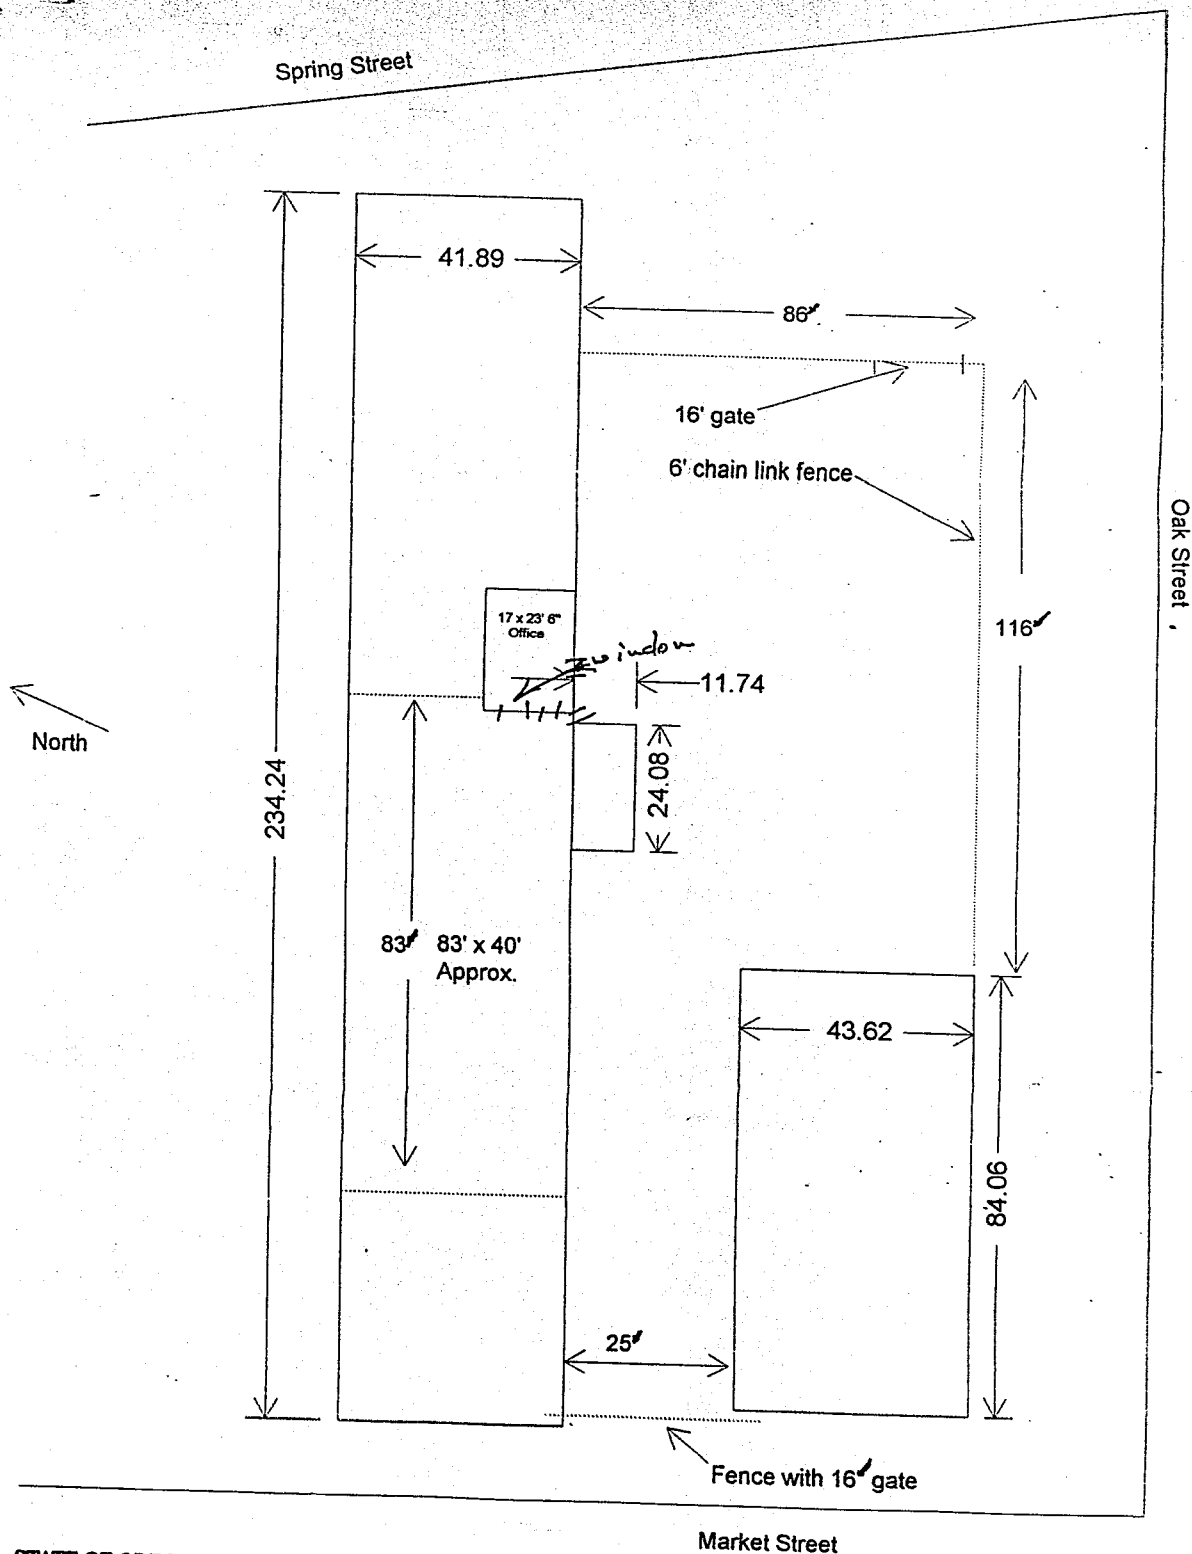 Spring Street
41.89
86'
16' gate
6' chain link fence
Oak Street
17 x 23' 6"
Office
window
116'
11.74
North
24.08
234.24
83'
83' x 40'
Approx.
43.62
84.06
25'
Fence with 16' gate
Market Street